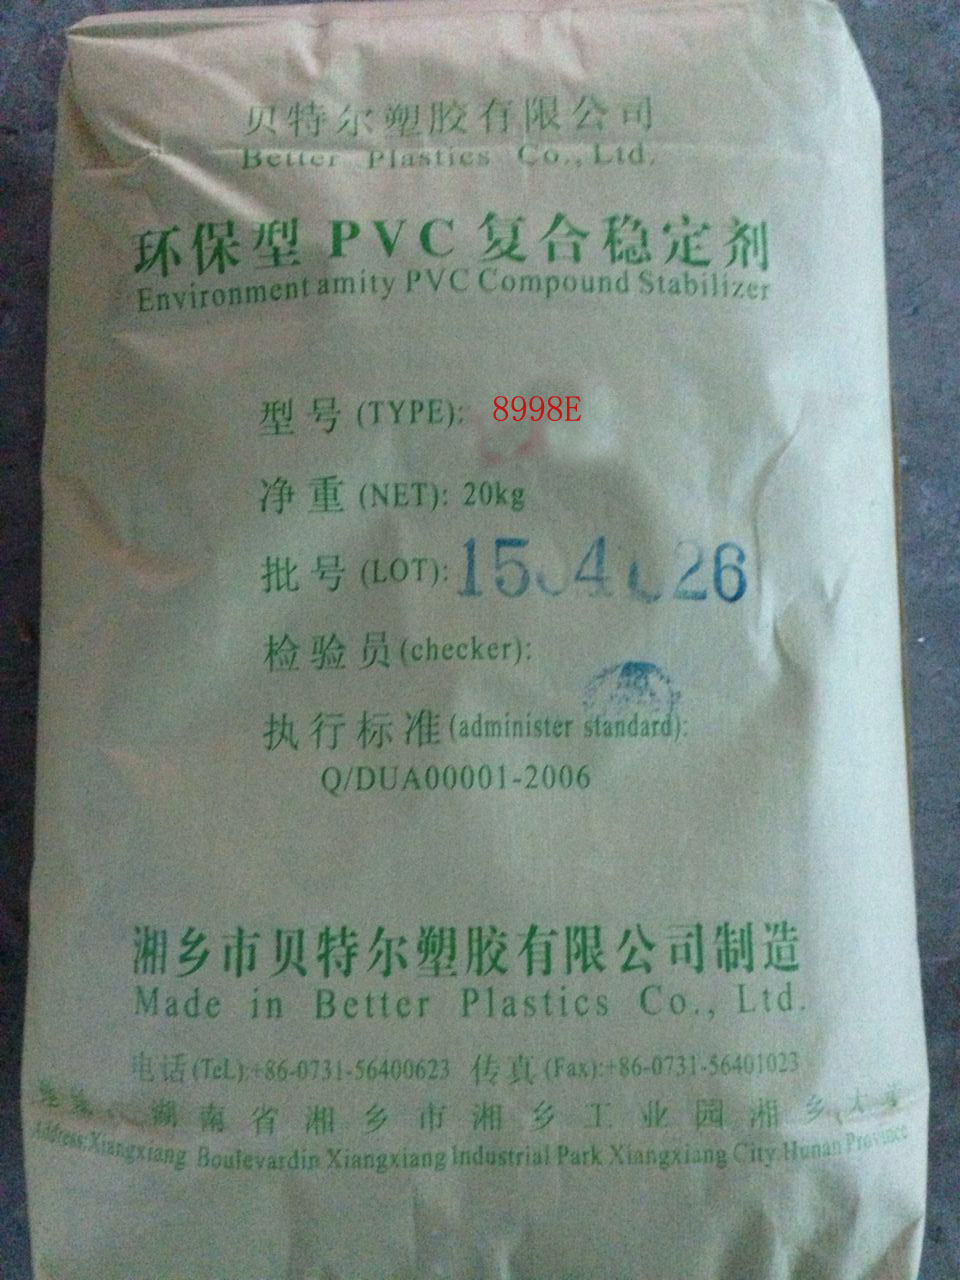 贝特尔塑胶有限公司
Better Plastics Co., Ltd.
环保型 PVC 复合稳定剂
Environment amity PVC Compound Stabilizer
型号 (TYPE): 8998E
净重 (NET): 20kg
批号 (LOT): 15 4 26
检验员 (checker):
执行标准 (administer standard):
Q/DUA00001-2006
湘乡市贝特尔塑胶有限公司制造
Made in Better Plastics Co., Ltd.
电话 (TeL):+86-0731-56400623 传真 (Fax):+86-0731-56401023
湖南省湘乡市湘乡工业园湘乡大道
Address:Xiangxiang Boulevardin Xiangxiang Industrial Park Xiangxiang City Hunan Province